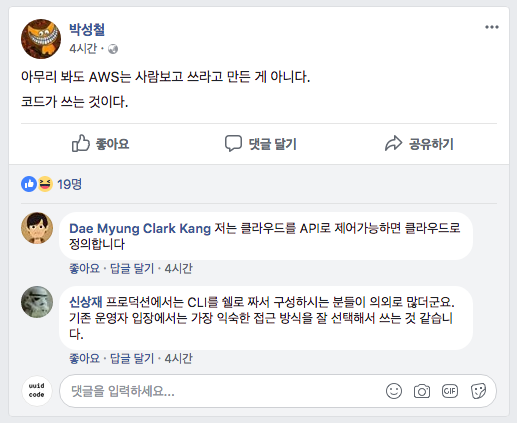 박성철
4시간 ·
아무리 봐도 AWS는 사람보고 쓰라고 만든 게 아니다.
코드가 쓰는 것이다.
좋아요 댓글 달기 공유하기
19명
Dae Myung Clark Kang 저는 클라우드를 API로 제어가능하면 클라우드로
정의합니다
좋아요 · 답글 달기 · 4시간
신상재 프로덕션에서는 CLI를 쉘로 짜서 구성하시는 분들이 의외로 많더군요.
기존 운영자 입장에서는 가장 익숙한 접근 방식을 잘 선택해서 쓰는 것 같습니
다.
좋아요 · 답글 달기 · 4시간
uuid
code
댓글을 입력하세요... GIF